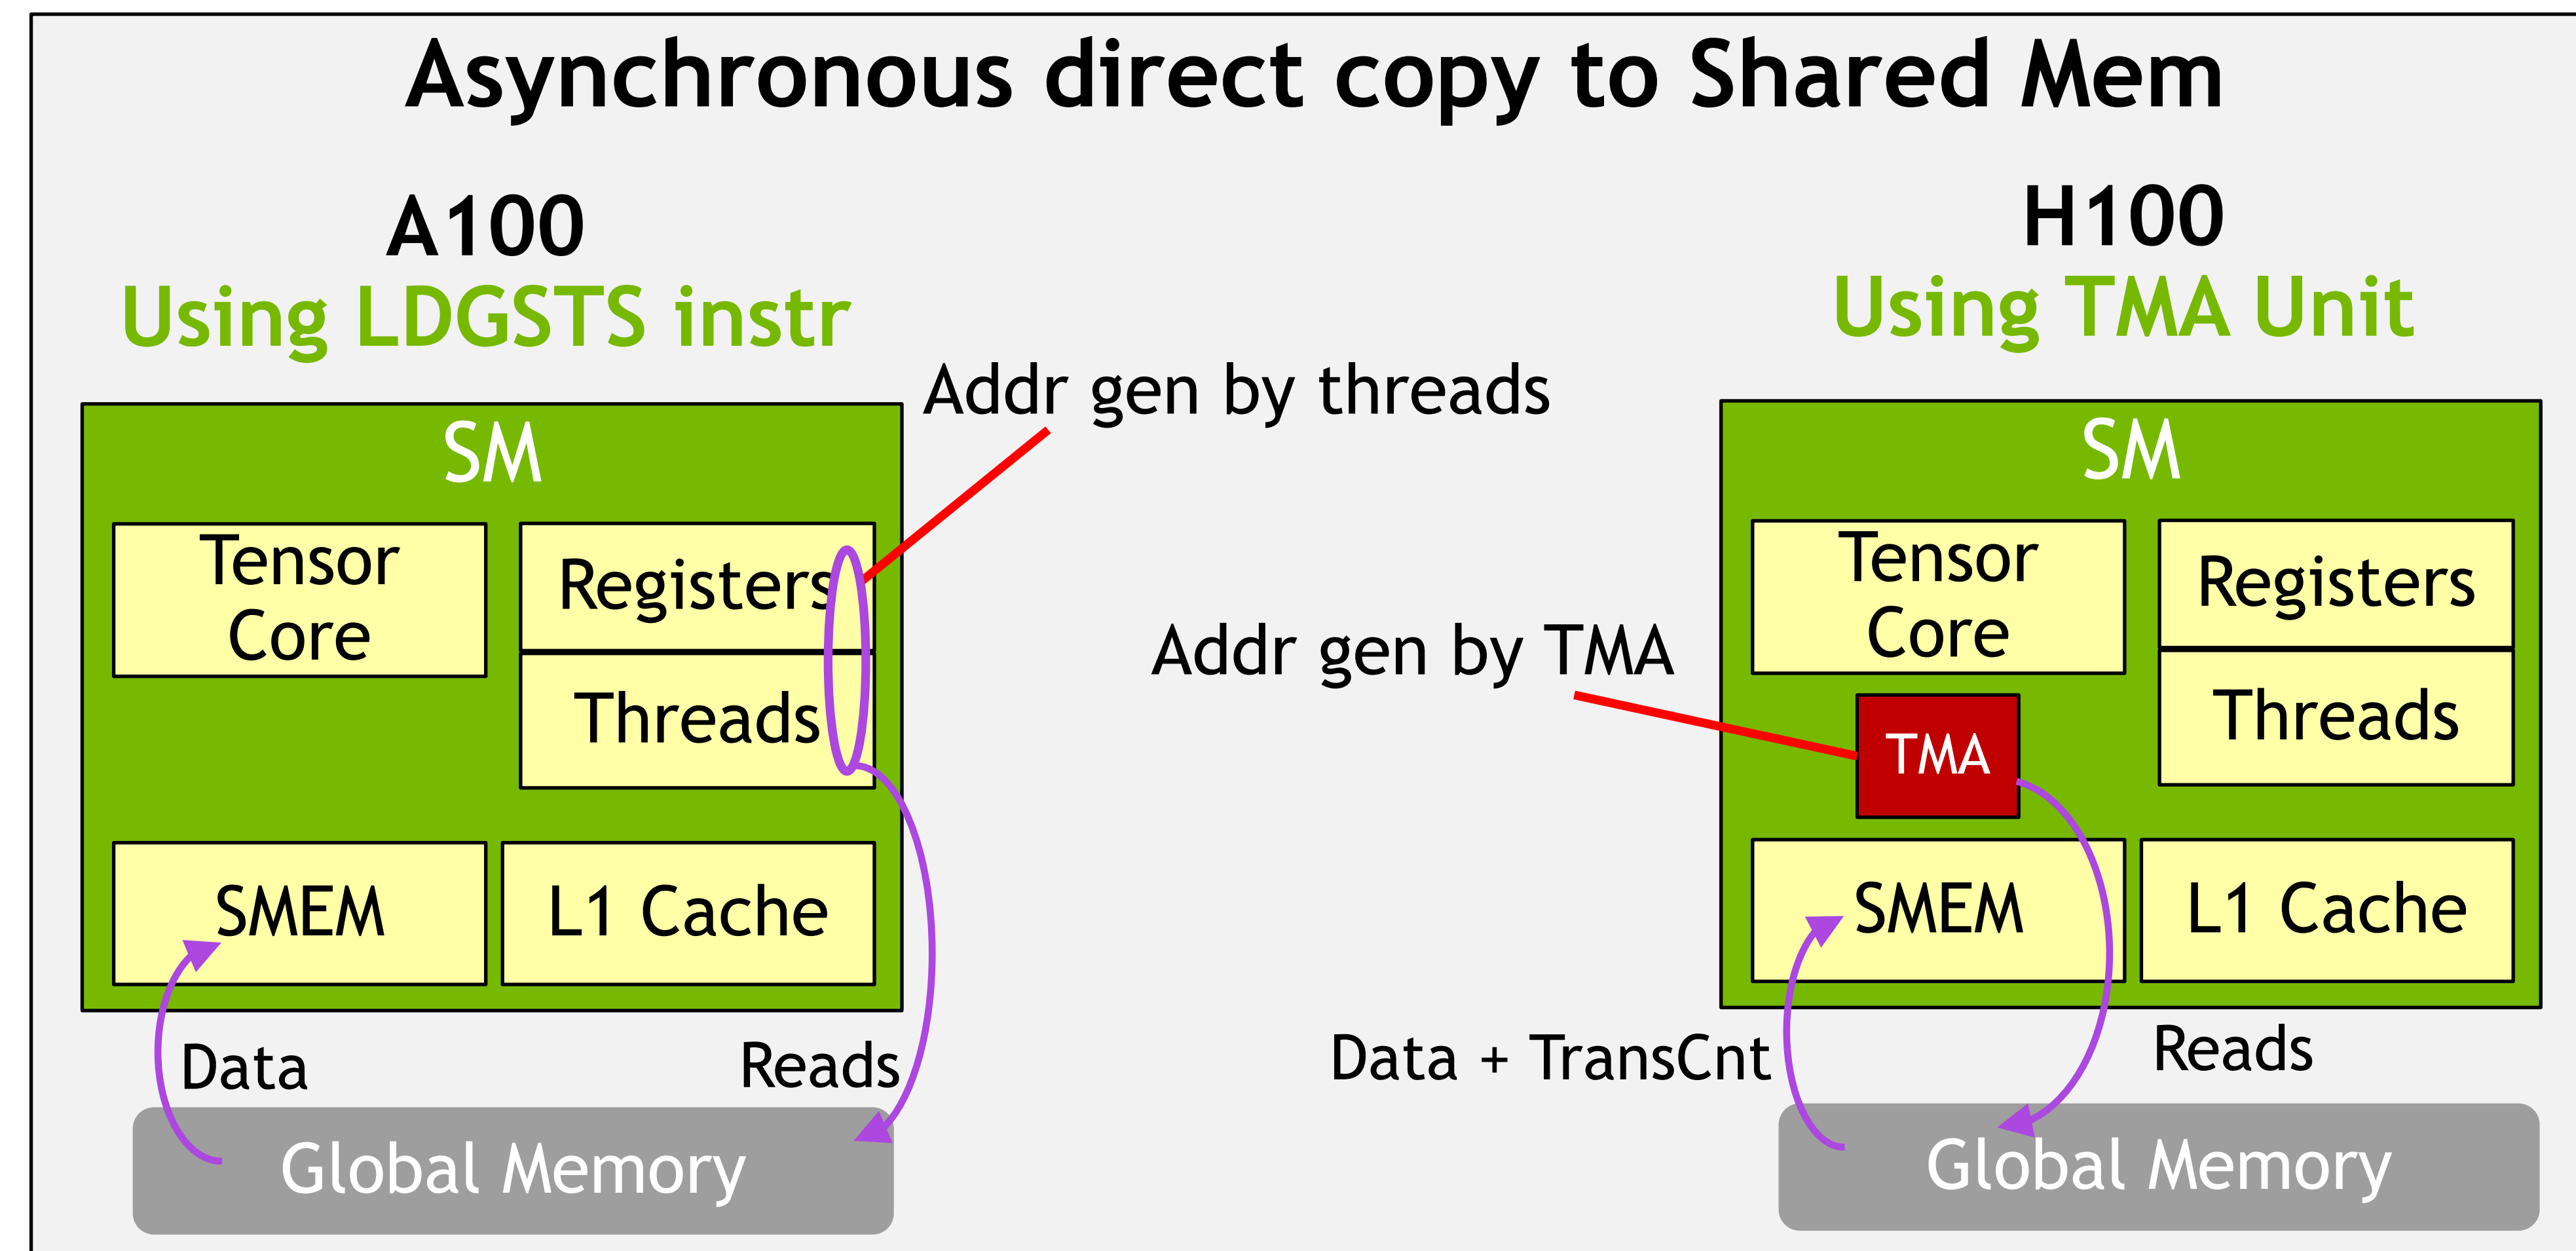 Asynchronous direct copy to Shared Mem
A100
Using LDGSTS instr
Addr gen by threads
SM
Tensor
Core
Registers
Threads
SMEM
L1 Cache
Data
Reads
Global Memory
H100
Using TMA Unit
Addr gen by TMA
SM
Tensor
Core
Registers
Threads
TMA
SMEM
L1 Cache
Data + TransCnt
Reads
Global Memory